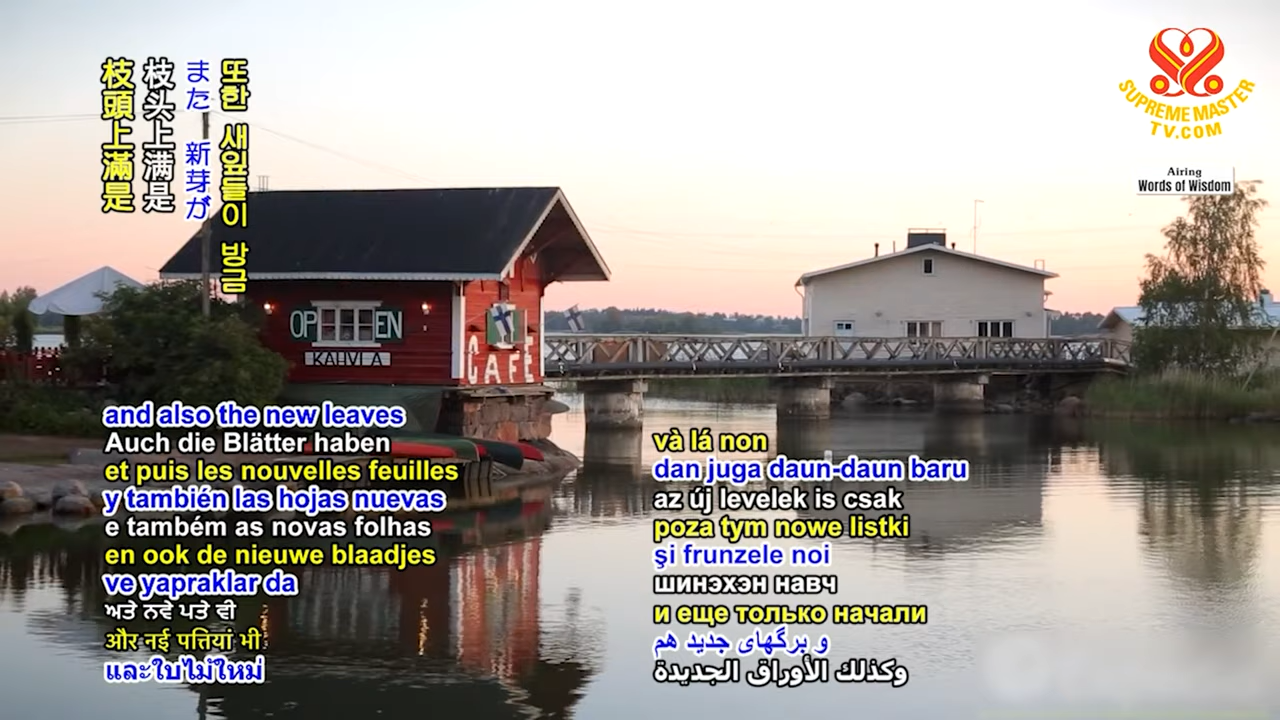 枝頭上滿是
枝头上满是
また 新芽が
또한 새잎들이 방금
SUPREME MASTER
TV.COM
Airing
Words of Wisdom
OPEN
KAHVILA
CAFE
and also the new leaves
Auch die Blätter haben
et puis les nouvelles feuilles
y también las hojas nuevas
e também as novas folhas
en ook de nieuwe blaadjes
ve yapraklar da
ਅਤੇ ਨਵੇ ਪਤੇ ਵੀ
और नई पत्तियां भी
และใบไม้ใหม่
và lá non
dan juga daun-daun baru
az új levelek is csak
poza tym nowe listki
şi frunzele noi
шинэхэн навч
и еще только начали
و برگهای جدید هم
وكذلك الأوراق الجديدة